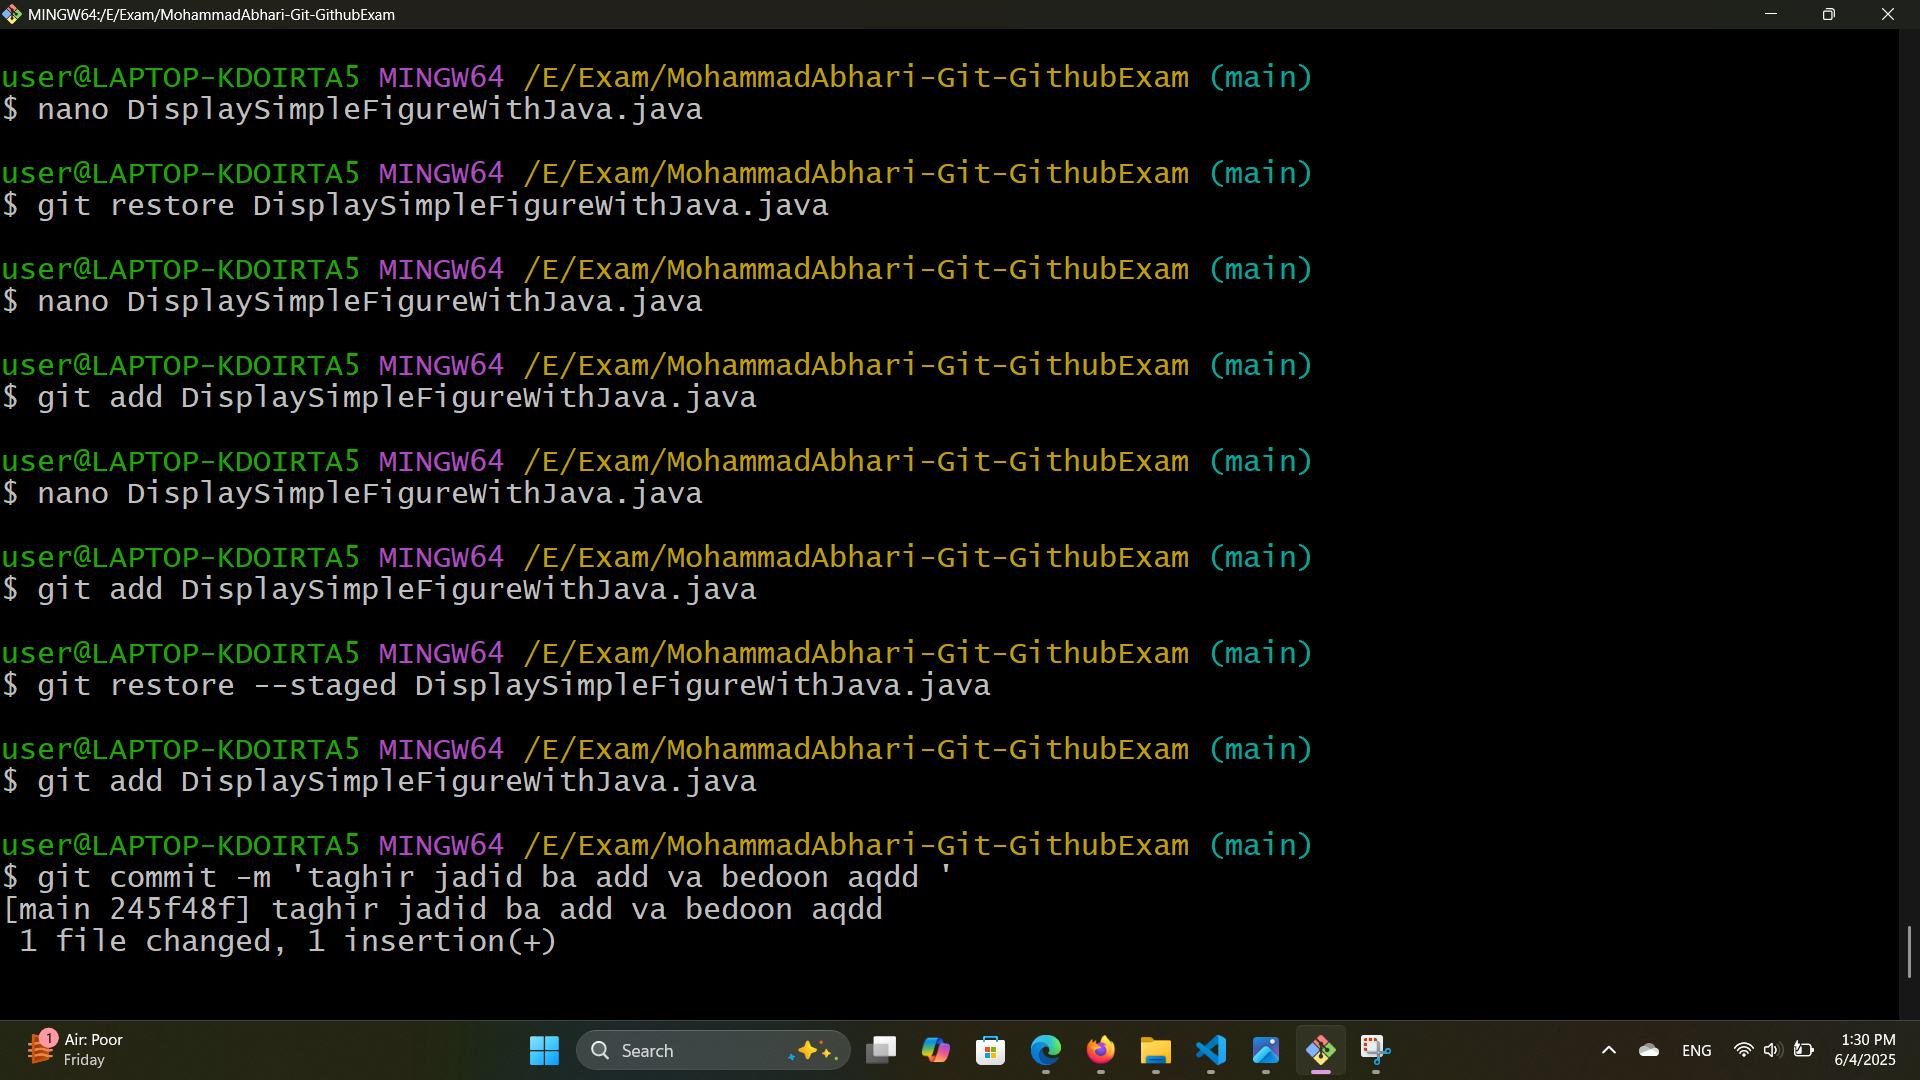 MINGW64:/E/Exam/MohammadAbhari-Git-GithubExam
user@LAPTOP-KDOIRTA5 MINGW64 /E/Exam/MohammadAbhari-Git-GithubExam (main)
$ nano DisplaySimpleFigureWithJava.java
user@LAPTOP-KDOIRTA5 MINGW64 /E/Exam/MohammadAbhari-Git-GithubExam (main)
$ git restore DisplaySimpleFigureWithJava.java
user@LAPTOP-KDOIRTA5 MINGW64 /E/Exam/MohammadAbhari-Git-GithubExam (main)
$ nano DisplaySimpleFigureWithJava.java
user@LAPTOP-KDOIRTA5 MINGW64 /E/Exam/MohammadAbhari-Git-GithubExam (main)
$ git add DisplaySimpleFigureWithJava.java
user@LAPTOP-KDOIRTA5 MINGW64 /E/Exam/MohammadAbhari-Git-GithubExam (main)
$ nano DisplaySimpleFigureWithJava.java
user@LAPTOP-KDOIRTA5 MINGW64 /E/Exam/MohammadAbhari-Git-GithubExam (main)
$ git add DisplaySimpleFigureWithJava.java
user@LAPTOP-KDOIRTA5 MINGW64 /E/Exam/MohammadAbhari-Git-GithubExam (main)
$ git restore --staged DisplaySimpleFigureWithJava.java
user@LAPTOP-KDOIRTA5 MINGW64 /E/Exam/MohammadAbhari-Git-GithubExam (main)
$ git add DisplaySimpleFigureWithJava.java
user@LAPTOP-KDOIRTA5 MINGW64 /E/Exam/MohammadAbhari-Git-GithubExam (main)
$ git commit -m 'taghir jadid ba add va bedoon aqdd '
[main 245f48f] taghir jadid ba add va bedoon aqdd
 1 file changed, 1 insertion(+)
1
Air: Poor
Friday
Search
ENG
1:30 PM
6/4/2025